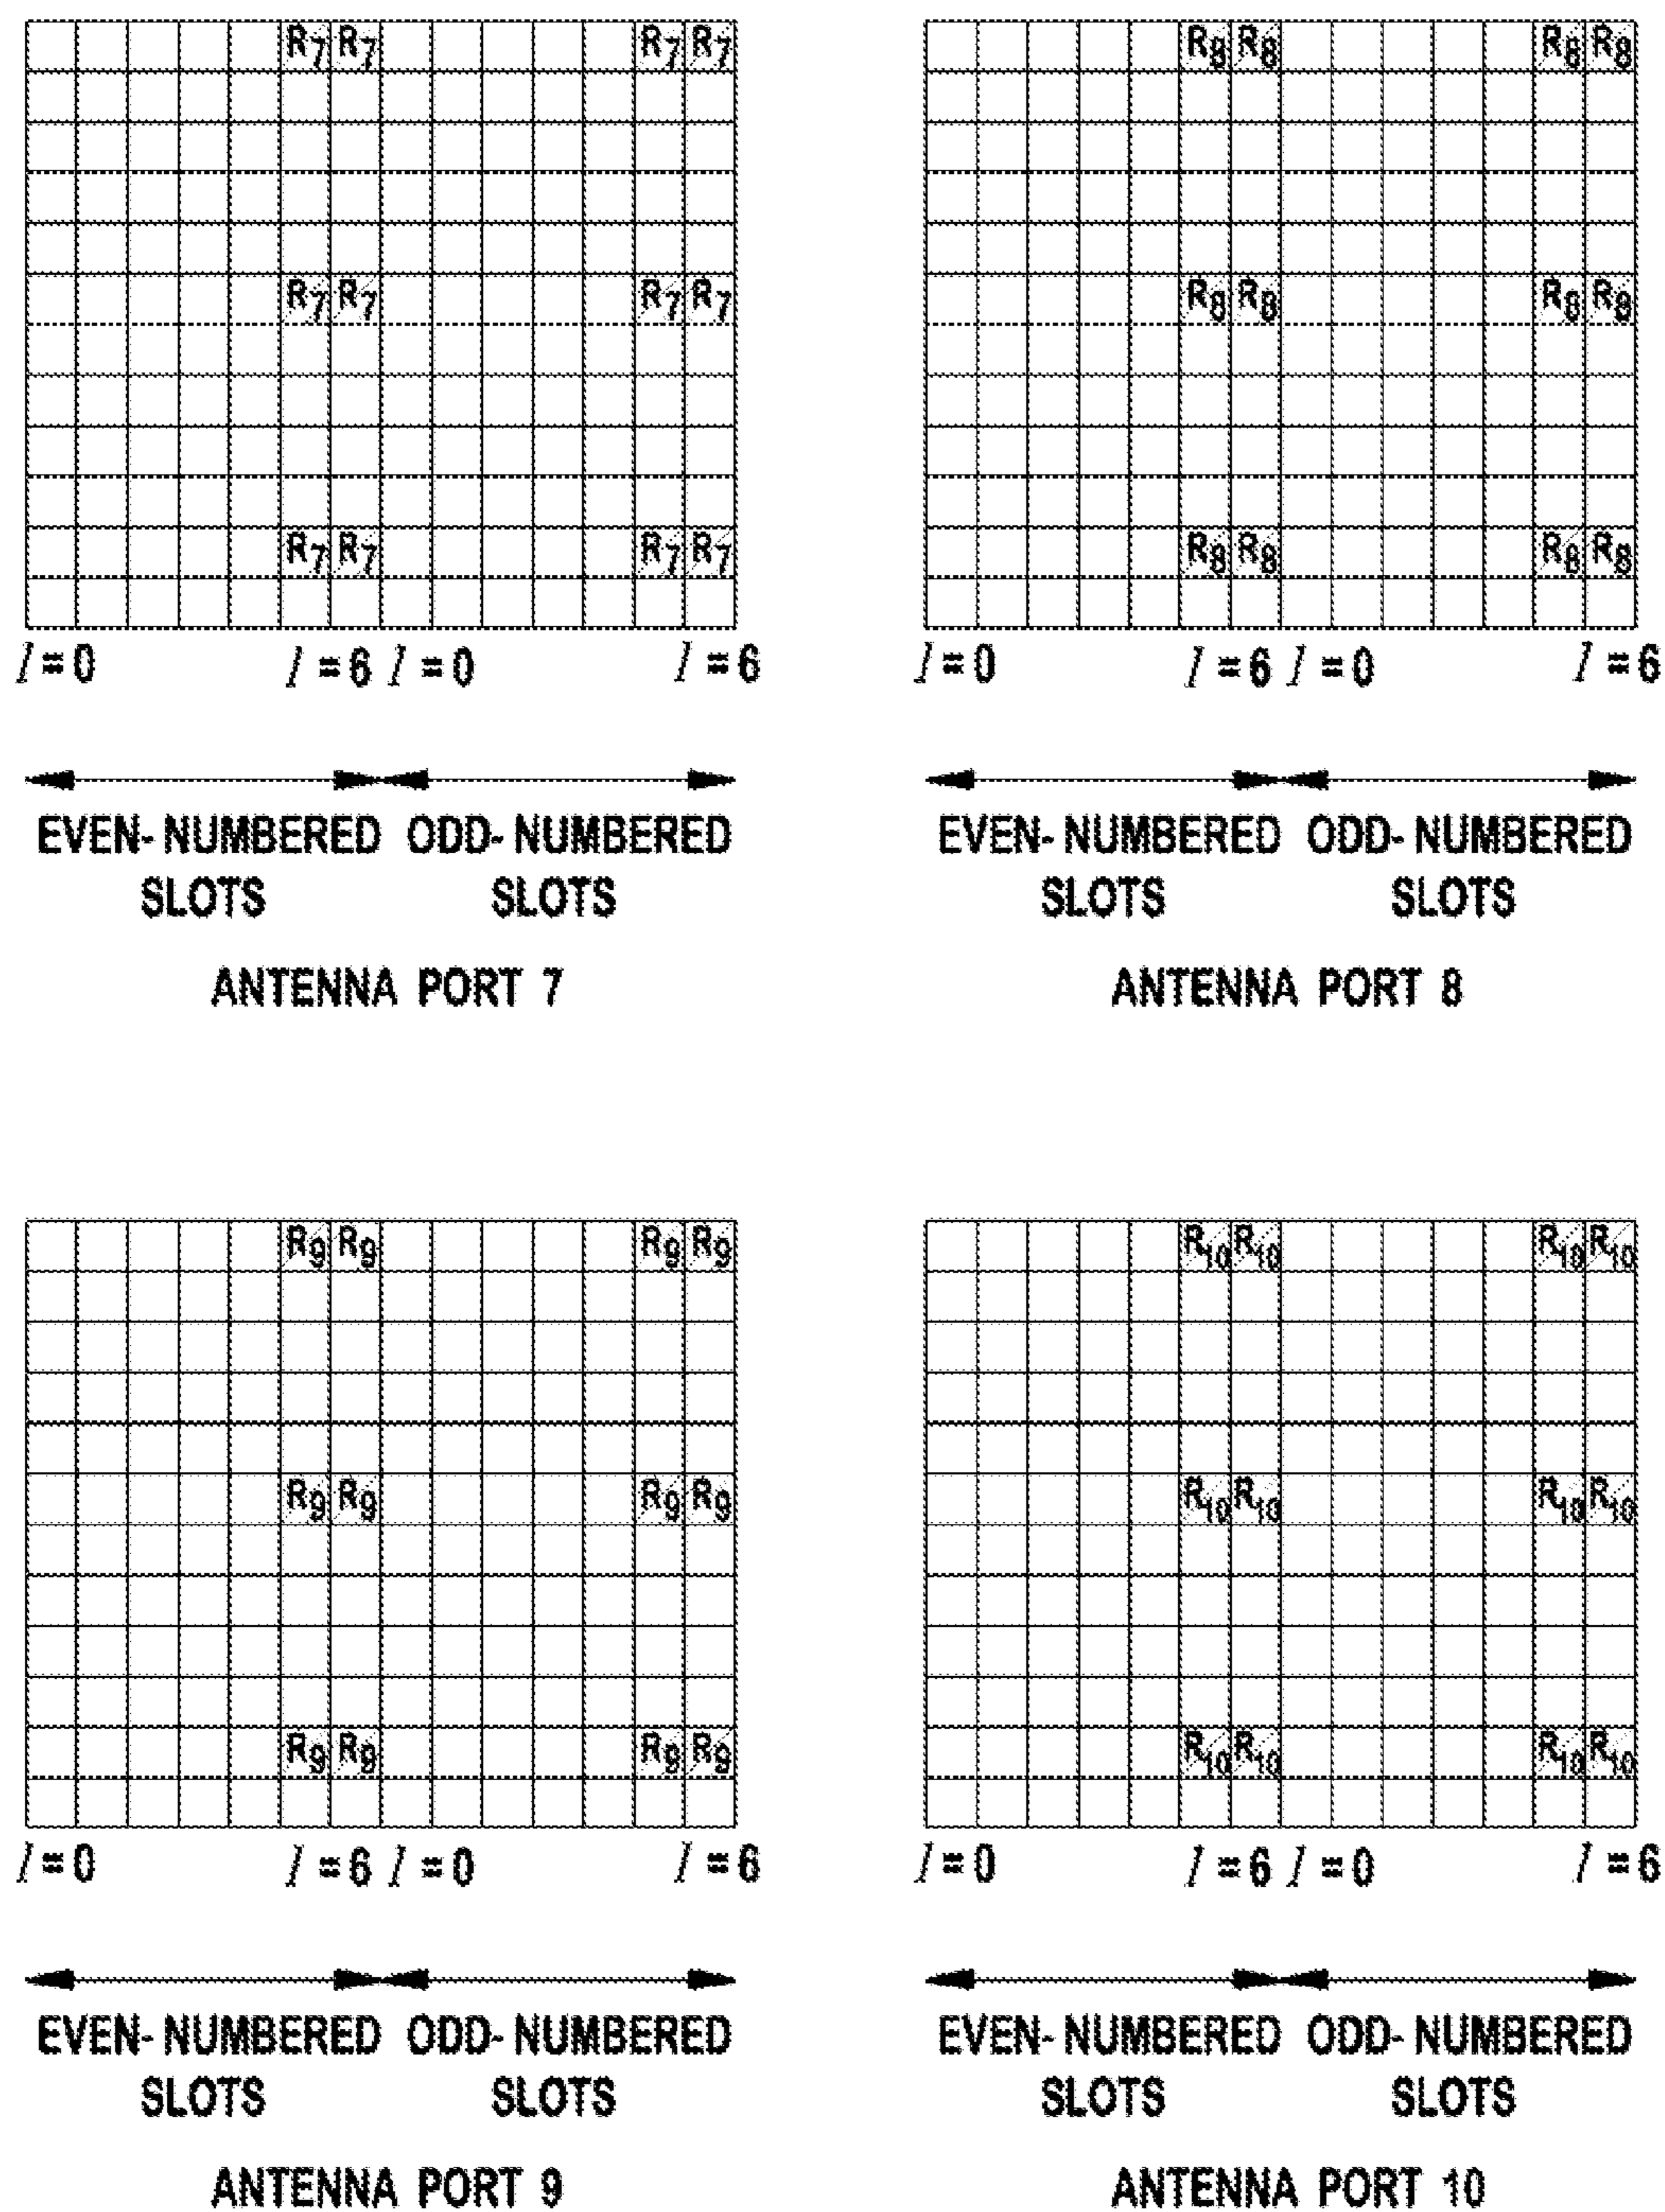 R7 R7 R7 R7 R8 R8 R8 R8
R7 R7 R7 R7 R8 R8 R8 R8
R7 R7 R7 R7 R8 R8 R8 R8
l = 0 l = 6 l = 0 l = 6 l = 0 l = 6 l = 0 l = 6
EVEN-NUMBERED ODD-NUMBERED EVEN-NUMBERED ODD-NUMBERED
SLOTS SLOTS SLOTS SLOTS
ANTENNA PORT 7 ANTENNA PORT 8
R9 R9 R9 R9 R10 R10 R10 R10
R9 R9 R9 R9 R10 R10 R10 R10
R9 R9 R9 R9 R10 R10 R10 R10
l = 0 l = 6 l = 0 l = 6 l = 0 l = 6 l = 0 l = 6
EVEN-NUMBERED ODD-NUMBERED EVEN-NUMBERED ODD-NUMBERED
SLOTS SLOTS SLOTS SLOTS
ANTENNA PORT 9 ANTENNA PORT 10